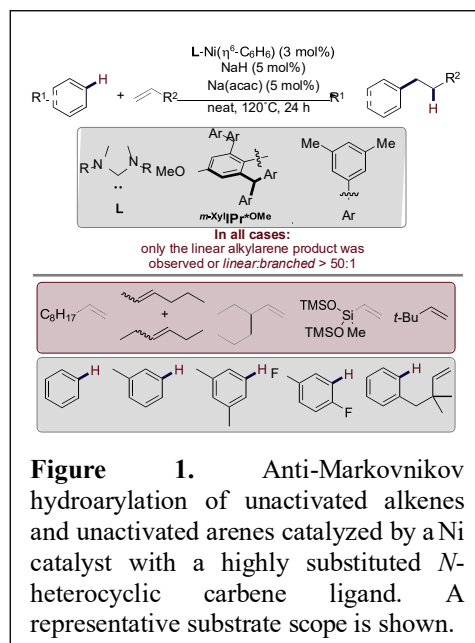 L-Ni(η⁶-C6H6) (3 mol%)
NaH (5 mol%)
H
R²
Na(acac) (5 mol%)
R¹ + R² neat, 120˚C, 24 h R¹ H
Ar
Ar Me Me
N N
R R MeO Ar
L Ar
m-XylIPr*OMe Ar
In all cases:
only the linear alkylarene product was
observed or linear:branched > 50:1
TMSO
C8H17 + Si t-Bu
TMSO Me
H H H F H H
F
Figure 1. Anti-Markovnikov
hydroarylation of unactivated alkenes
and unactivated arenes catalyzed by a Ni
catalyst with a highly substituted N-
heterocyclic carbene ligand. A
representative substrate scope is shown.